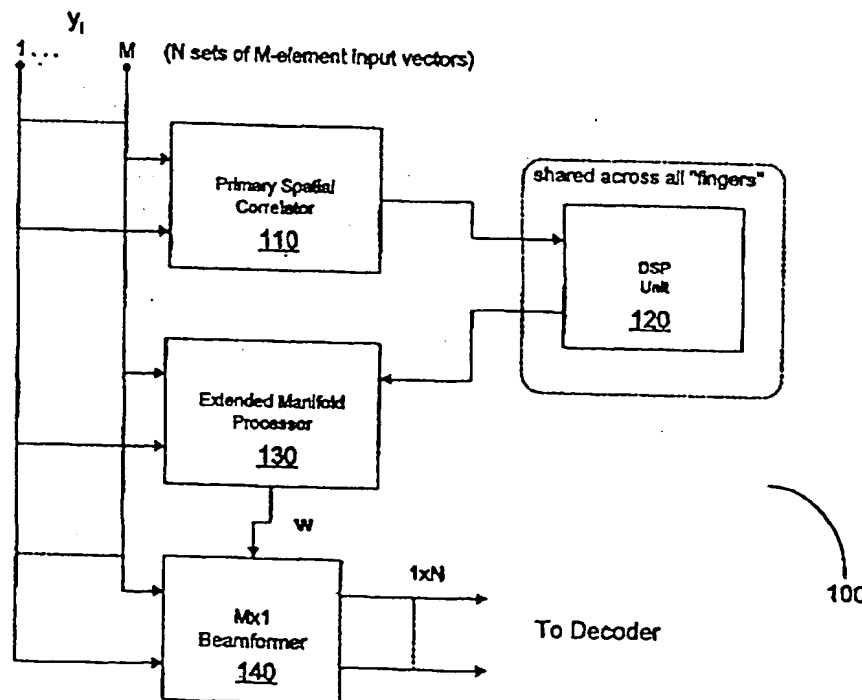 yI
1... M (N sets of M-element input vectors)
Primary Spatial
Correlator
110
shared across all "fingers"
DSP
Unit
120
Extended Manifold
Processor
130
w
Mx1
Beamformer
140
1xN
To Decoder
100